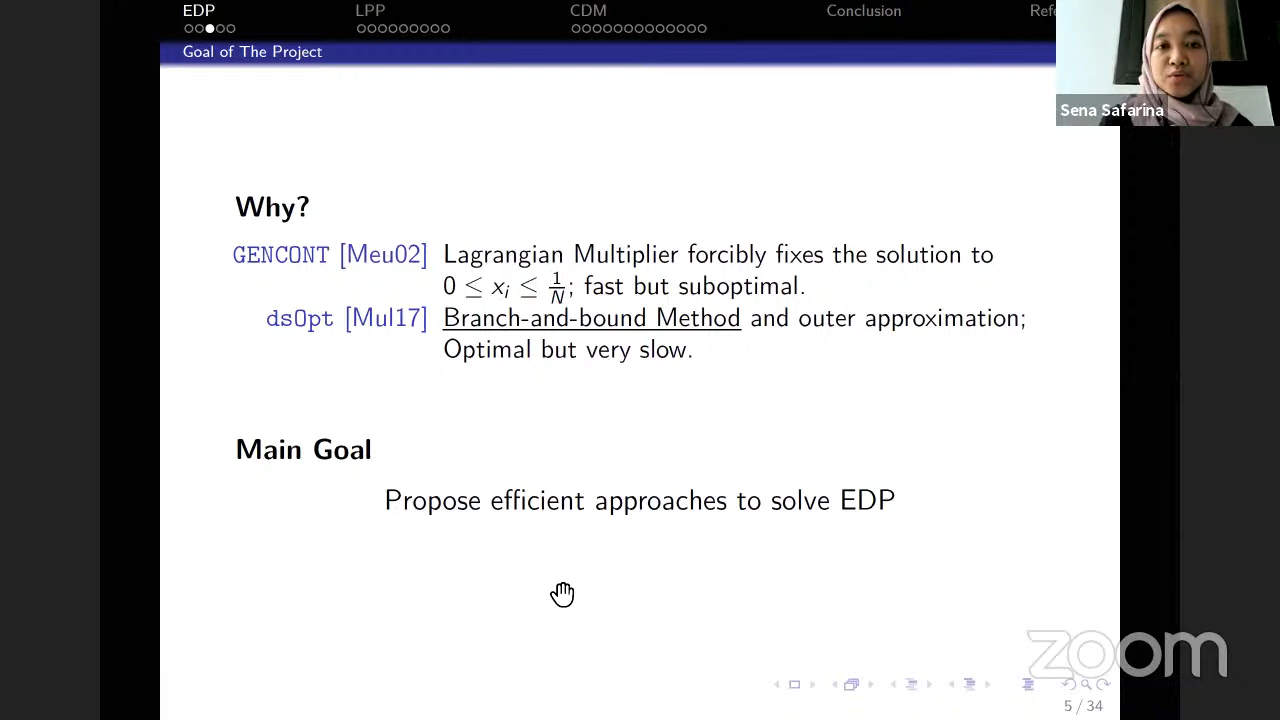 EDP LPP CDM Conclusion Refe
Goal of The Project
Sena Safarina
Why?
GENCONT [Meu02] Lagrangian Multiplier forcibly fixes the solution to
0 ≤ xᵢ ≤ 1/N; fast but suboptimal.
dsOpt [Mul17] Branch-and-bound Method and outer approximation;
Optimal but very slow.
Main Goal
Propose efficient approaches to solve EDP
zoom
5 / 34